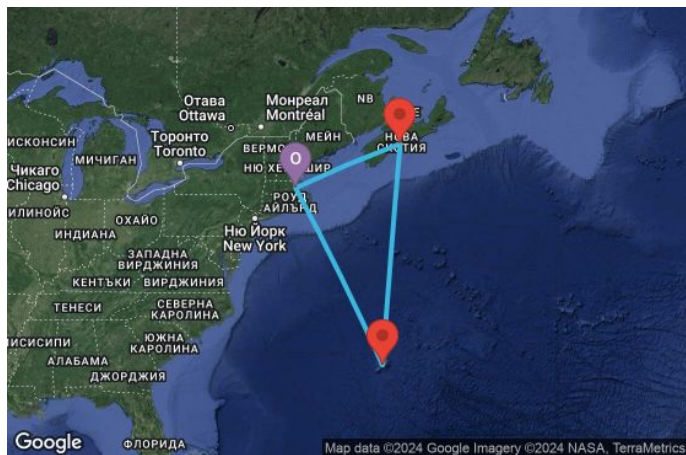 Отава
Ottawa
Монреал
Montréal
NB
PE
МЕЙН
НОВА
СКОТИЯ
ИСКОНСИН
МИЧИГАН
Торонто
Toronto
ВЕРМО
НЮ ХЕ
ШИР
O
Чикаго
Chicago
РОУД
АЙЛЪНД
ИЛИНОЙС
ОХАЙО
Ню Йорк
New York
ИНДИАНА
ЗАПАДНА
ВИРДЖИНИЯ
КЕНТЪКИ
ВИРДЖИНИЯ
ТЕНЕСИ
СЕВЕРНА
КАРОЛИНА
ИСИСИПИ
ЮЖНА
КАРОЛИНА
АЛАБАМА
ДЖОРДЖИЯ
ФЛОРИДА
Google
Map data ©2024 Google Imagery ©2024 NASA, TerraMetrics